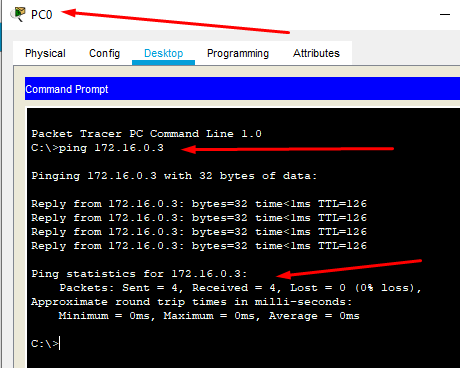 PC0
Physical Config Desktop Programming Attributes
Command Prompt
Packet Tracer PC Command Line 1.0
C:\>ping 172.16.0.3
Pinging 172.16.0.3 with 32 bytes of data:
Reply from 172.16.0.3: bytes=32 time<1ms TTL=126
Reply from 172.16.0.3: bytes=32 time<1ms TTL=126
Reply from 172.16.0.3: bytes=32 time<1ms TTL=126
Reply from 172.16.0.3: bytes=32 time<1ms TTL=126
Ping statistics for 172.16.0.3:
Packets: Sent = 4, Received = 4, Lost = 0 (0% loss),
Approximate round trip times in milli-seconds:
Minimum = 0ms, Maximum = 0ms, Average = 0ms
C:\>